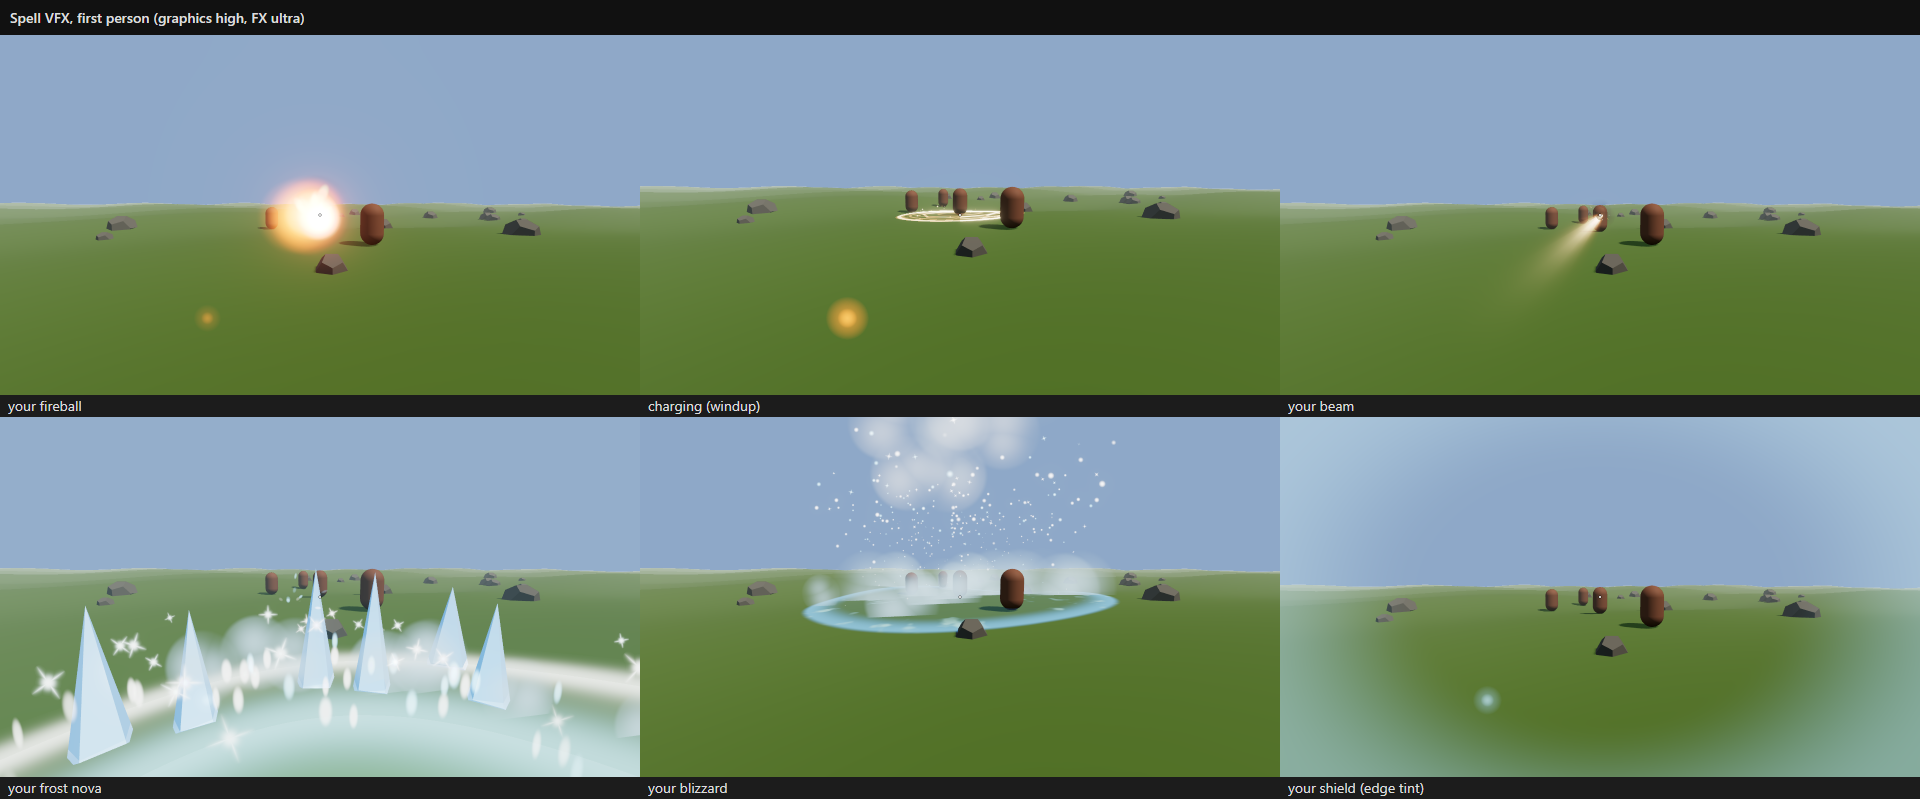 Spell VFX, first person (graphics high, FX ultra)
your fireball
charging (windup)
your beam
your frost nova
your blizzard
your shield (edge tint)